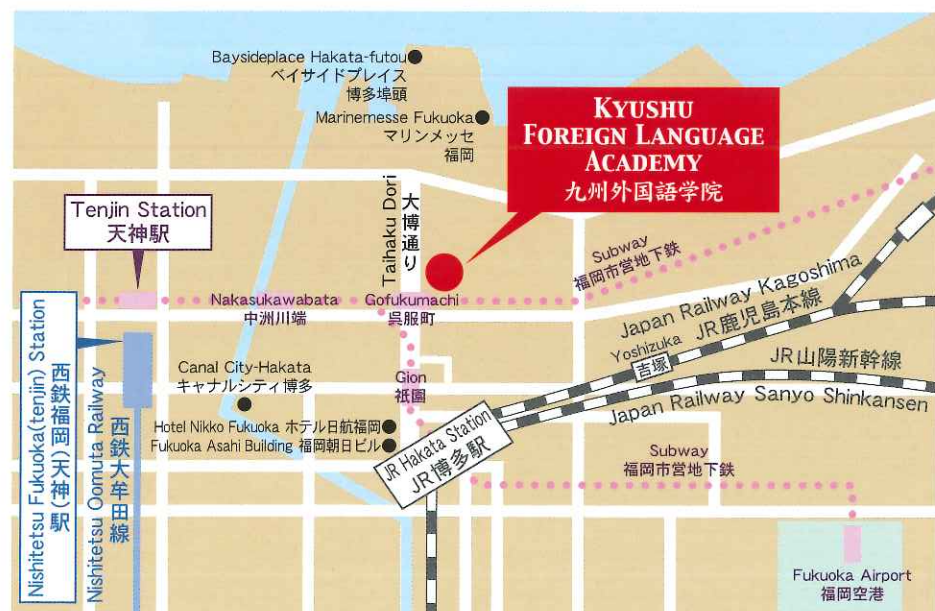 Baysideplace Hakata-futou
ベイサイドプレイス
博多埠頭
Marinemesse Fukuoka
マリンメッセ
福岡
KYUSHU
FOREIGN LANGUAGE
ACADEMY
九州外国語学院
Tenjin Station
天神駅
Taihaku Dori
大博通り
Subway
福岡市営地下鉄
Nakasukawabata
中洲川端
Gofukumachi
呉服町
Japan Railway Kagoshima
JR鹿児島本線
Yoshizuka
吉塚
JR山陽新幹線
Japan Railway Sanyo Shinkansen
Nishitetsu Fukuoka(tenjin) Station
西鉄福岡(天神)駅
Nishitetsu Oomuta Railway
西鉄大牟田線
Canal City-Hakata
キャナルシティ博多
Gion
祇園
Hotel Nikko Fukuoka ホテル日航福岡
Fukuoka Asahi Building 福岡朝日ビル
JR Hakata Station
JR博多駅
Subway
福岡市営地下鉄
Fukuoka Airport
福岡空港